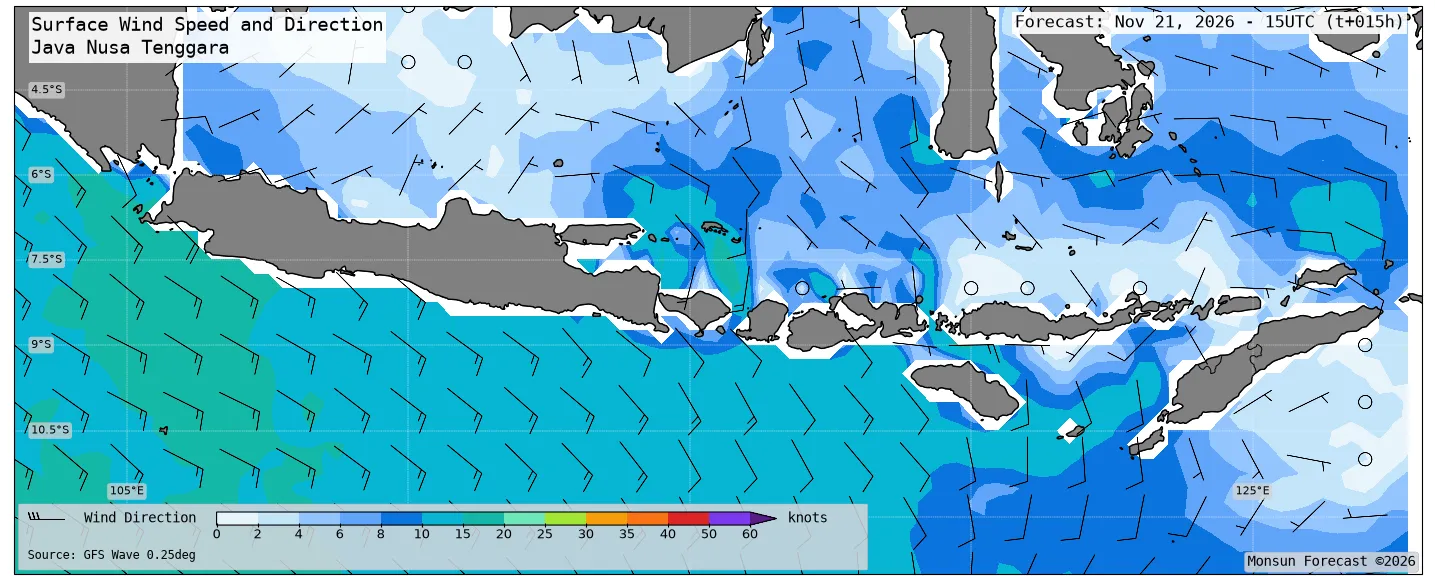 Surface Wind Speed and Direction
Java Nusa Tenggara
Forecast: Nov 21, 2026 - 15UTC (t+015h)
4.5°S
6°S
7.5°S
9°S
10.5°S
105°E
125°E
Wind Direction
0 2 4 6 8 10 15 20 25 30 35 40 50 60
knots
Source: GFS Wave 0.25deg
Monsun Forecast ©2026